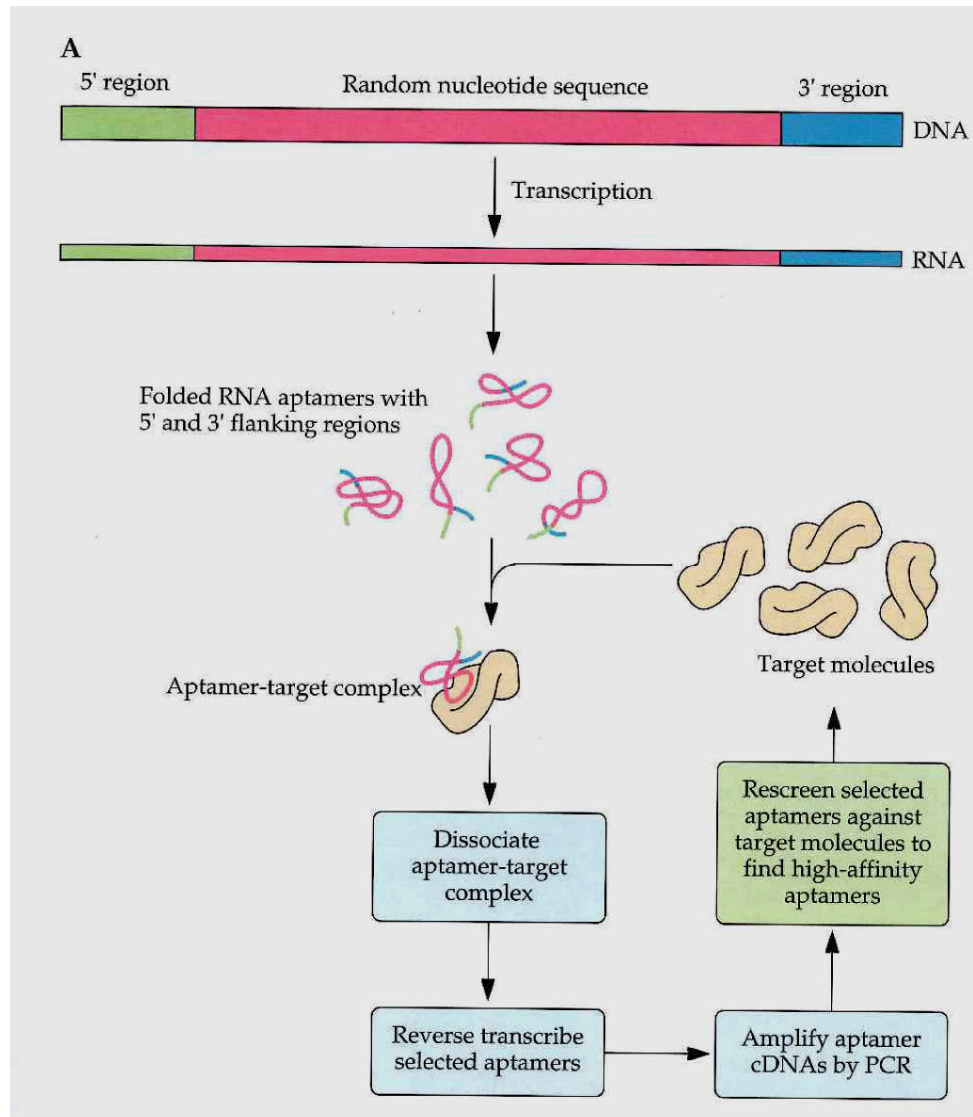 A
5' region
Random nucleotide sequence
3' region
DNA
Transcription
RNA
Folded RNA aptamers with
5' and 3' flanking regions
Target molecules
Aptamer-target complex
Dissociate
aptamer-target
complex
Rescreen selected
aptamers against
target molecules to
find high-affinity
aptamers
Reverse transcribe
selected aptamers
Amplify aptamer
cDNAs by PCR